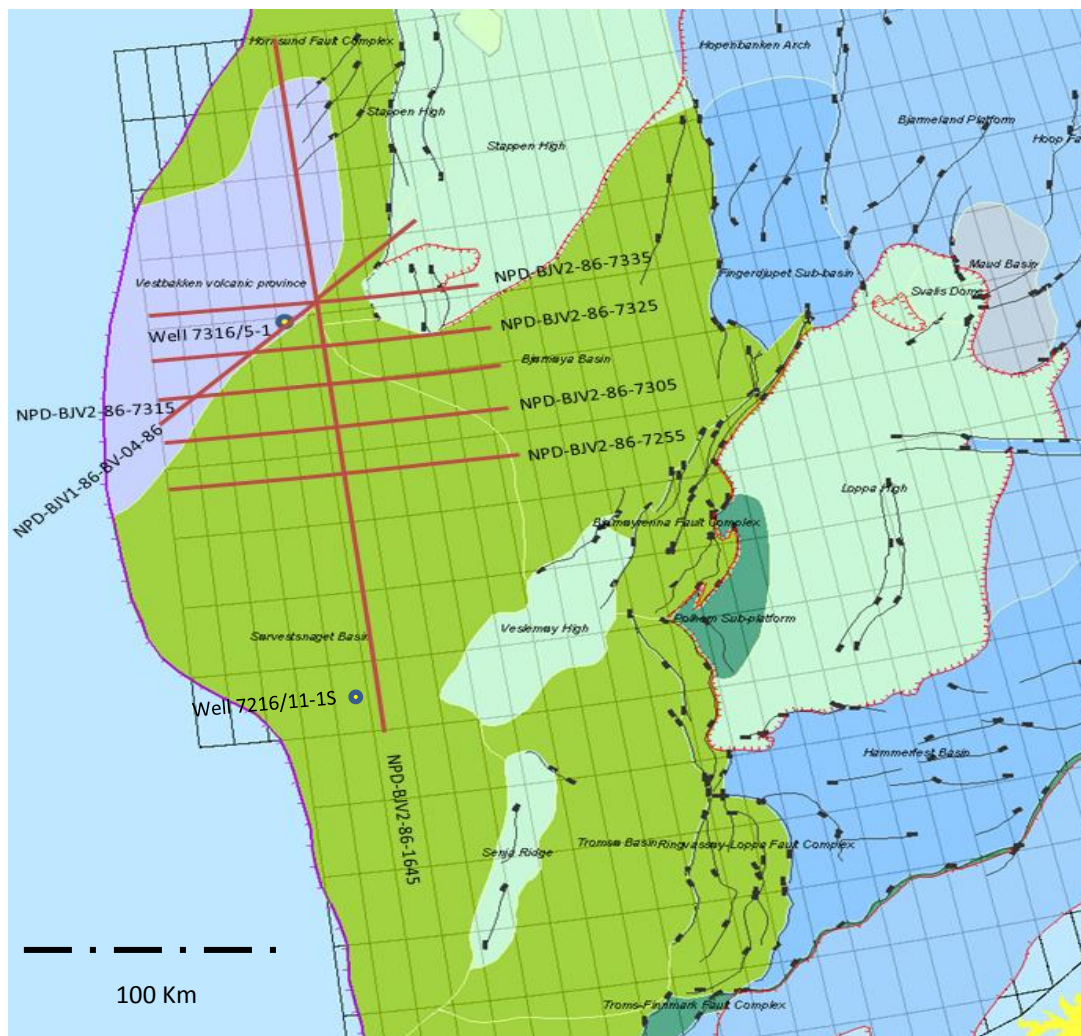 Hornsund Fault Complex
Hopenbanken Arch
Stappen High
Bjarmeland Platform
Hoop Fa
Stappen High
Maud Basin
NPD-BJV2-86-7335
Fingerdjupet Sub-basin
Vestbakken volcanic province
Svalis Dome
NPD-BJV2-86-7325
Well 7316/5-1
Bjørnøya Basin
NPD-BJV2-86-7305
NPD-BJV2-86-7315
NPD-BJV2-86-7255
NPD-BJV1-86-BV-04-86
Loppa High
Bjørnøyrenna Fault Complex
Polhem Sub-platform
Veslemøy High
Sørvestsnaget Basin
Well 7216/11-1S
Hammerfest Basin
NPD-BJV2-86-1645
Senja Ridge
Tromsø Basin
Ringvassøy-Loppa Fault Complex
100 Km
Troms-Finnmark Fault Complex